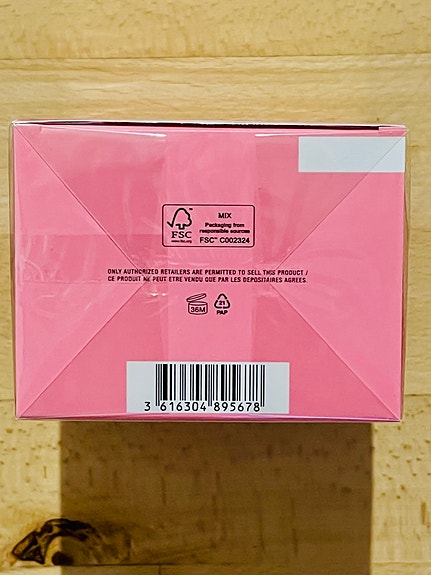 MIX
Packaging from
responsible sources
FSC™ C002324
FSC
www.fsc.org
ONLY AUTHORIZED RETAILERS ARE PERMITTED TO SELL THIS PRODUCT /
CE PRODUIT NE PEUT ETRE VENDU QUE PAR LES DEPOSITAIRES AGREES.
36M
21
PAP
3 616304 895678